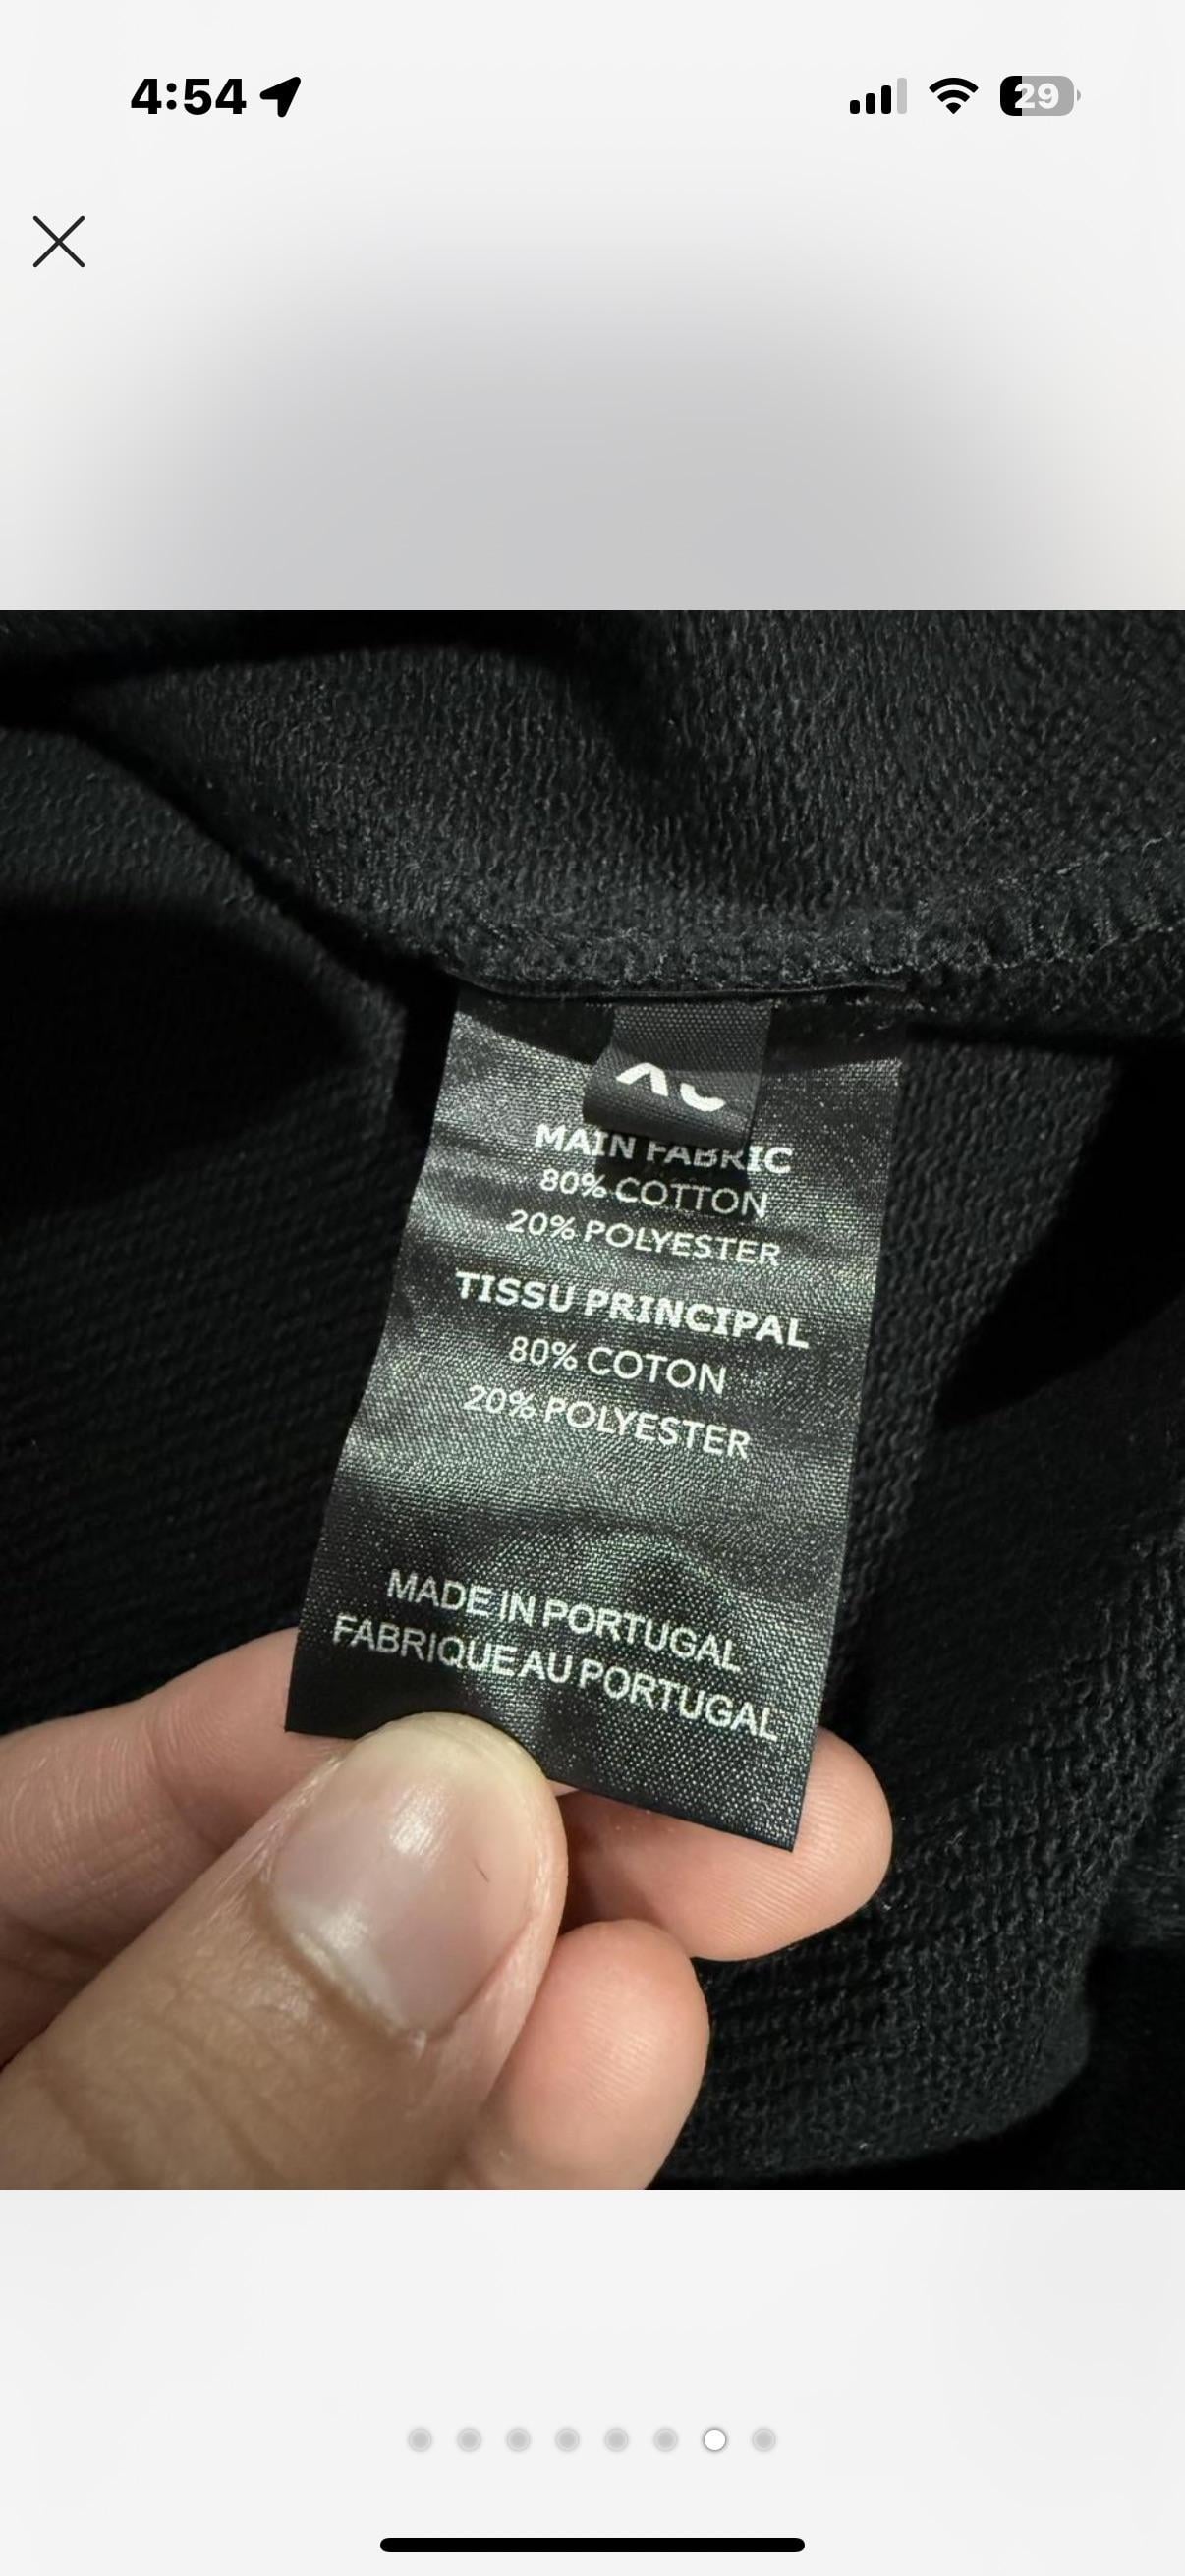 4:54
29
MAIN FABRIC
80% COTTON
20% POLYESTER
TISSU PRINCIPAL
80% COTON
20% POLYESTER
MADE IN PORTUGAL
FABRIQUE AU PORTUGAL